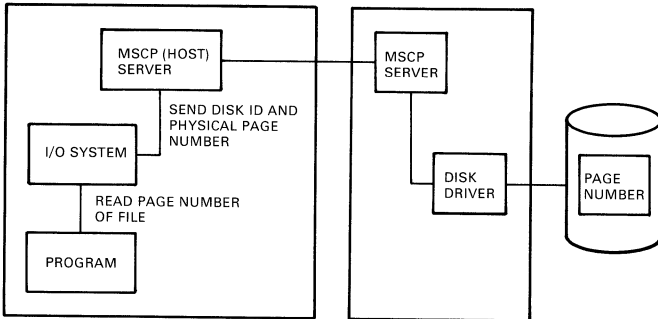 MSCP (HOST)
SERVER
SEND DISK ID AND
PHYSICAL PAGE
NUMBER
I/O SYSTEM
READ PAGE NUMBER
OF FILE
PROGRAM
MSCP
SERVER
DISK
DRIVER
PAGE
NUMBER